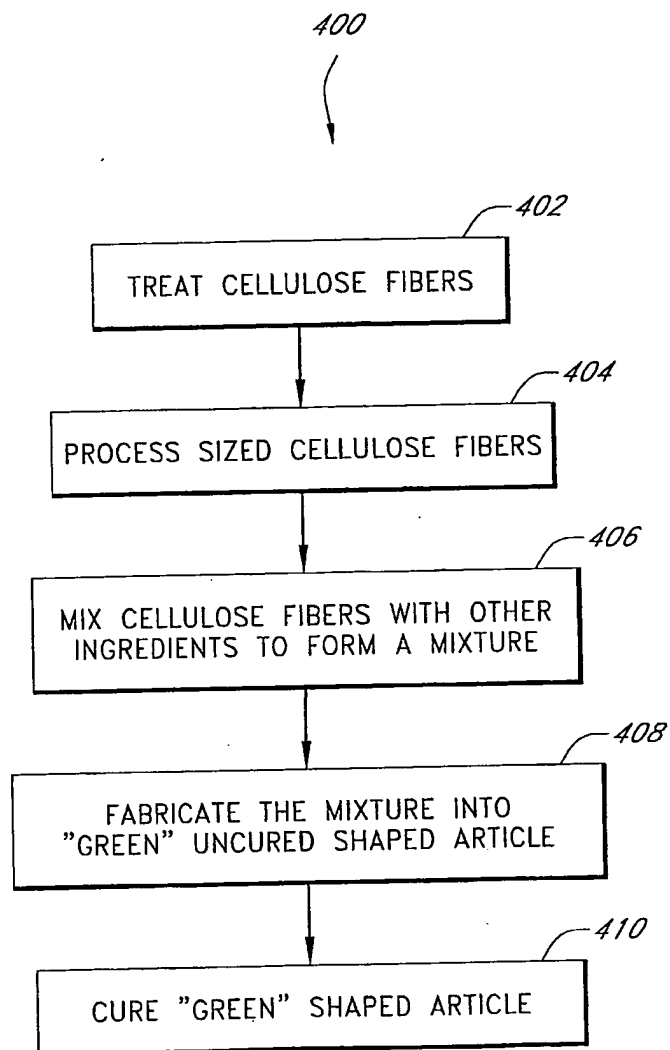 400
402
TREAT CELLULOSE FIBERS
404
PROCESS SIZED CELLULOSE FIBERS
406
MIX CELLULOSE FIBERS WITH OTHER
INGREDIENTS TO FORM A MIXTURE
408
FABRICATE THE MIXTURE INTO
"GREEN" UNCURED SHAPED ARTICLE
410
CURE "GREEN" SHAPED ARTICLE